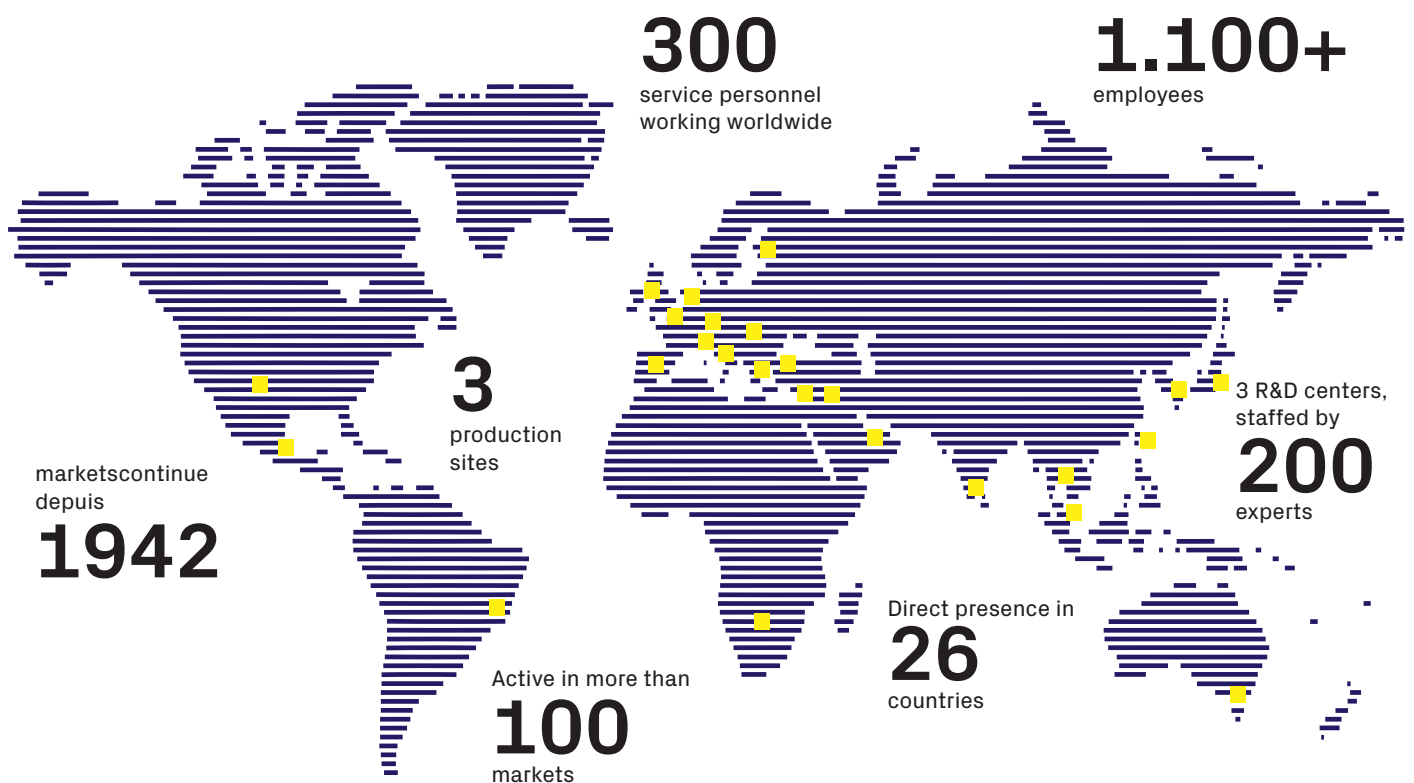 300
service personnel
working worldwide
1.100+
employees
3
production
sites
3 R&D centers,
staffed by
200
experts
marketscontinue
depuis
1942
Direct presence in
26
countries
Active in more than
100
markets